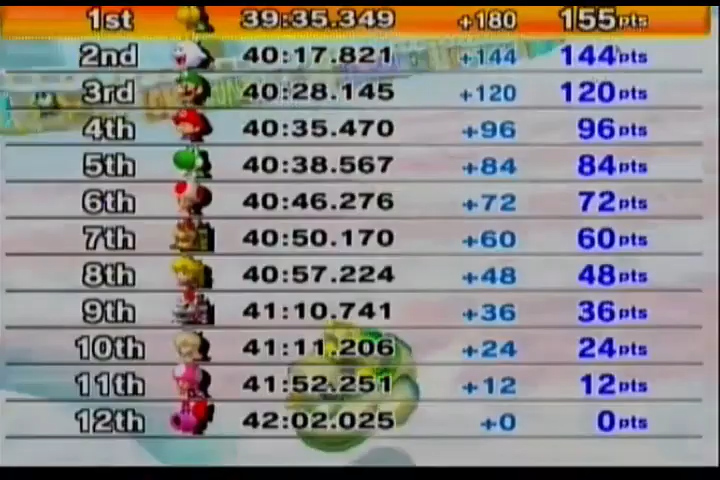 1st 39:35.349 +180 155pts
2nd 40:17.821 +144 144pts
3rd 40:28.145 +120 120pts
4th 40:35.470 +96 96pts
5th 40:38.567 +84 84pts
6th 40:46.276 +72 72pts
7th 40:50.170 +60 60pts
8th 40:57.224 +48 48pts
9th 41:10.741 +36 36pts
10th 41:11.206 +24 24pts
11th 41:52.251 +12 12pts
12th 42:02.025 +0 0pts